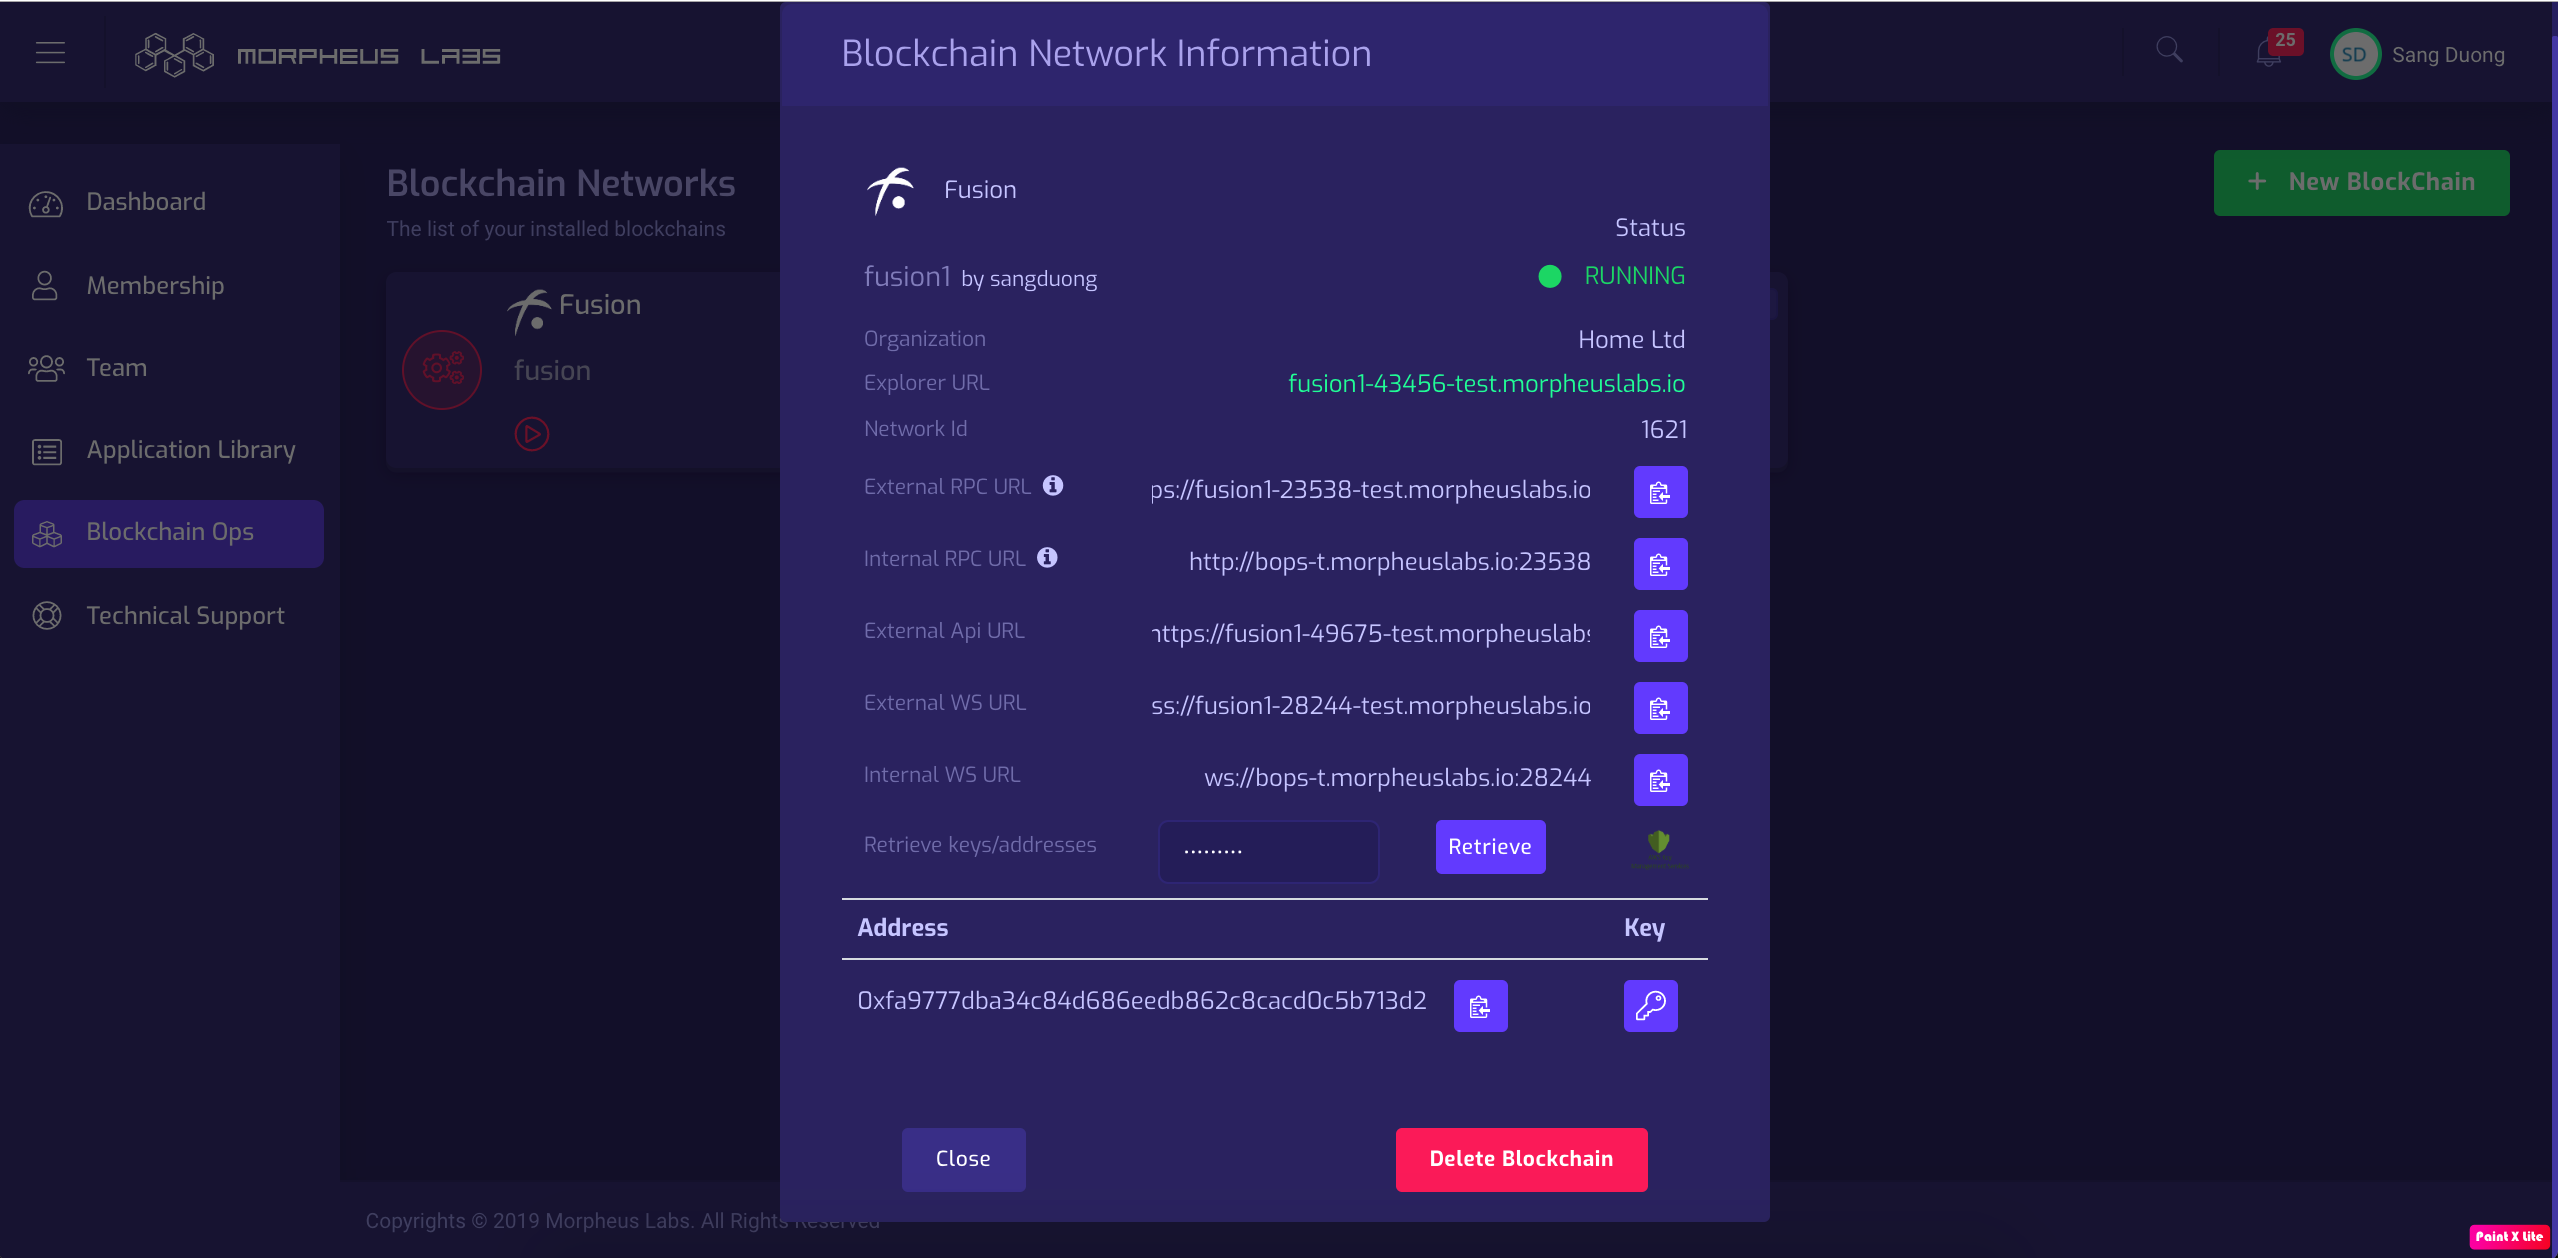 MORPHEUS LABS
25
SD
Sang Duong
Dashboard
Membership
Team
Application Library
Blockchain Ops
Technical Support
Blockchain Networks
The list of your installed blockchains
New BlockChain
Fusion
fusion
Blockchain Network Information
Fusion
Status
fusion1 by sangduong
RUNNING
Organization Home Ltd
Explorer URL fusion1-43456-test.morpheuslabs.io
Network Id 1621
External RPC URL ps://fusion1-23538-test.morpheuslabs.io
Internal RPC URL http://bops-t.morpheuslabs.io:23538
External Api URL https://fusion1-49675-test.morpheuslabs
External WS URL ss://fusion1-28244-test.morpheuslabs.io
Internal WS URL ws://bops-t.morpheuslabs.io:28244
Retrieve keys/addresses ········· Retrieve
Address Key
0xfa9777dba34c84d686eedb862c8cacd0c5b713d2
Close
Delete Blockchain
Copyrights © 2019 Morpheus Labs. All Rights Reserved
Paint X Lite